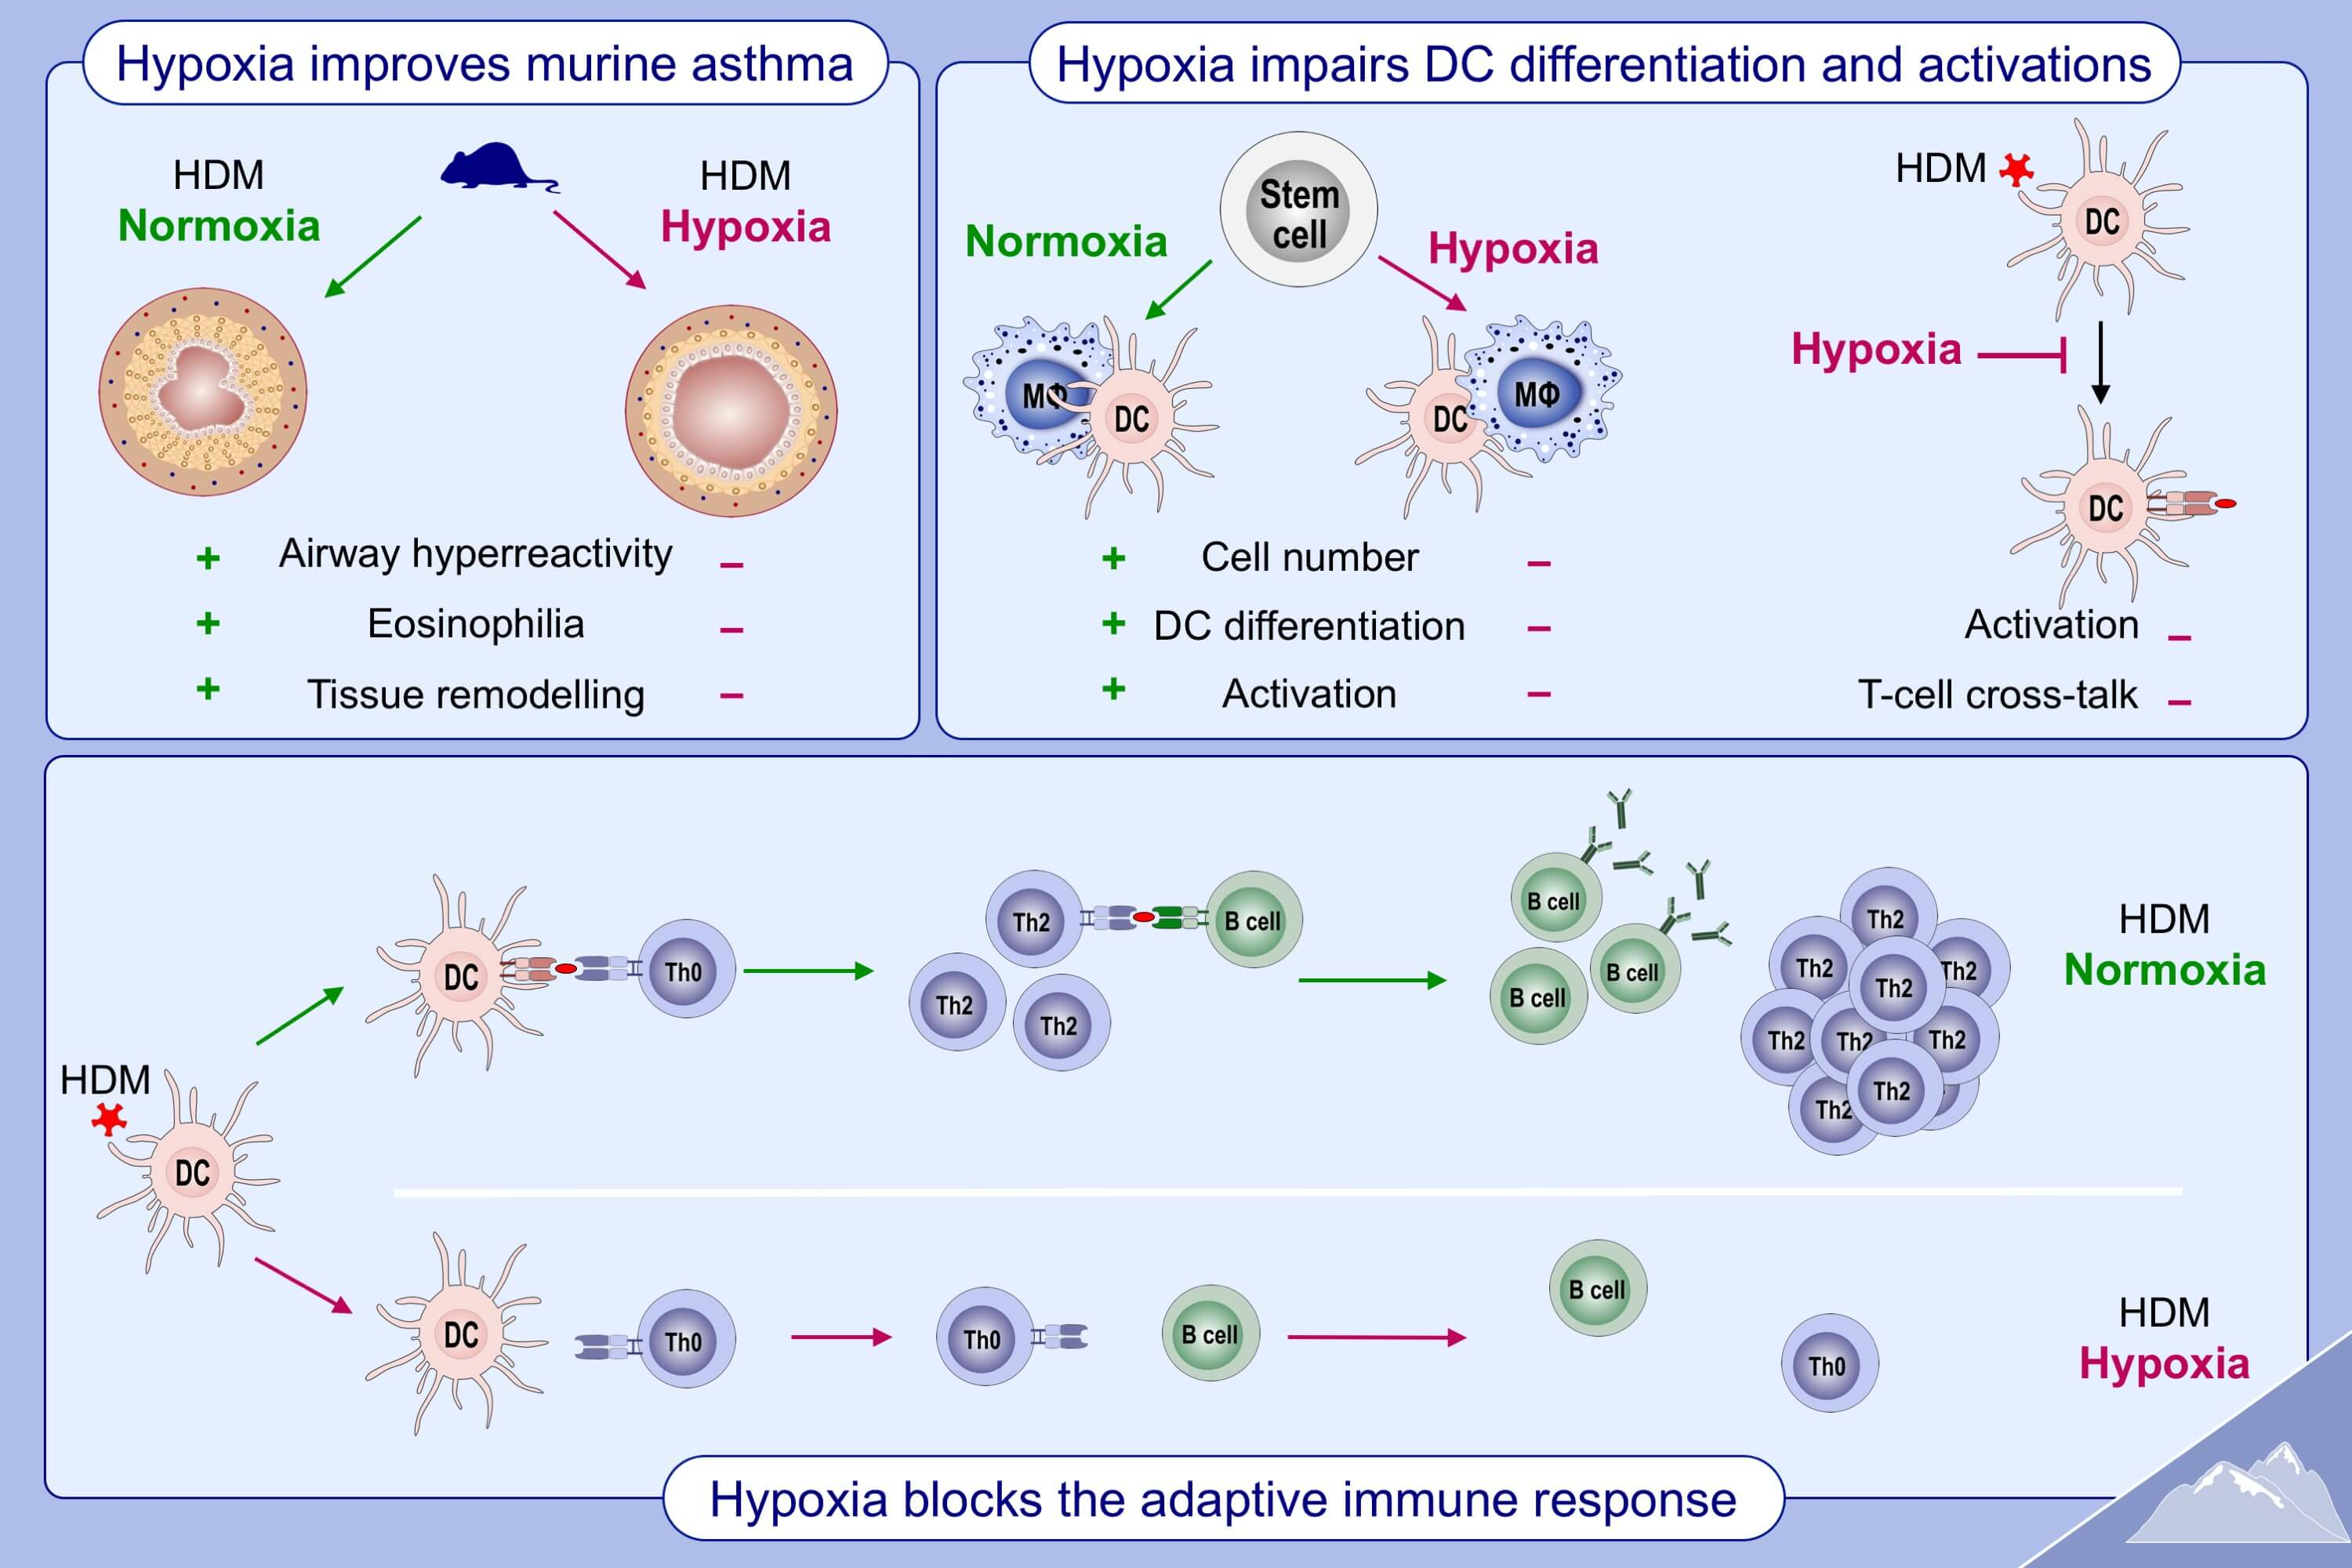 Hypoxia improves murine asthma
HDM
Normoxia
HDM
Hypoxia
+ Airway hyperreactivity –
+ Eosinophilia –
+ Tissue remodelling –
Hypoxia impairs DC differentiation and activations
Stem
cell
Normoxia
Hypoxia
MΦ
DC
DC
MΦ
+ Cell number –
+ DC differentiation –
+ Activation –
HDM
DC
Hypoxia
DC
Activation –
T-cell cross-talk –
HDM
DC
DC
Th0
Th2
B cell
Th2
Th2
B cell
B cell
B cell
Th2
Th2
Th2
Th2
Th2
Th2
Th2
Th2
Th2
HDM
Normoxia
DC
Th0
Th0
B cell
B cell
Th0
HDM
Hypoxia
Hypoxia blocks the adaptive immune response